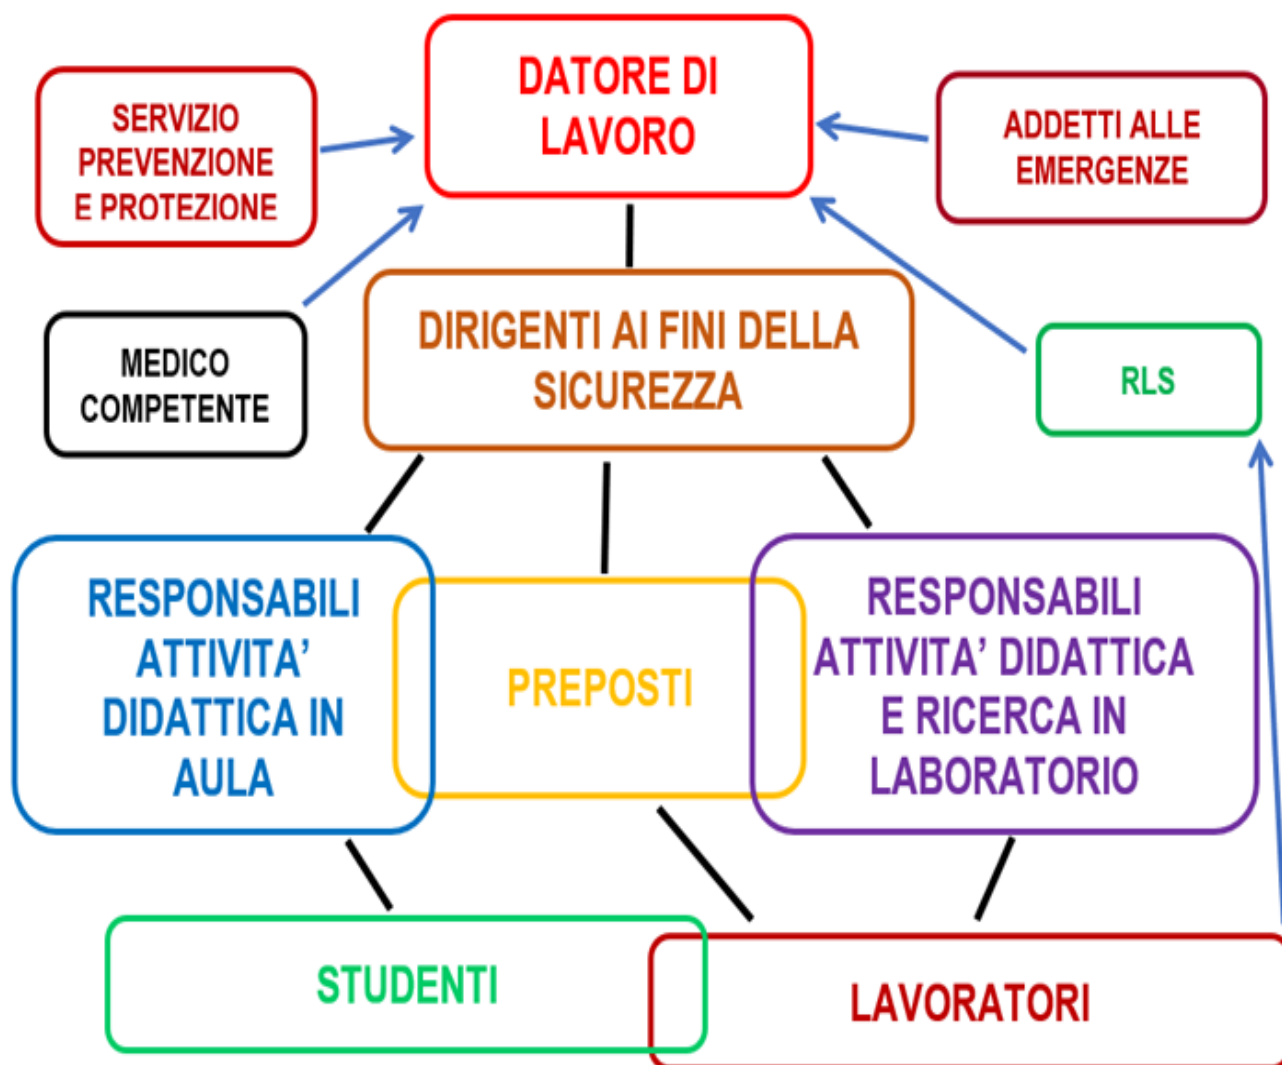 DATORE DI
LAVORO
SERVIZIO
PREVENZIONE
E PROTEZIONE
ADDETTI ALLE
EMERGENZE
MEDICO
COMPETENTE
DIRIGENTI AI FINI DELLA
SICUREZZA
RLS
RESPONSABILI
ATTIVITA’
DIDATTICA IN
AULA
PREPOSTI
RESPONSABILI
ATTIVITA’ DIDATTICA
E RICERCA IN
LABORATORIO
STUDENTI
LAVORATORI